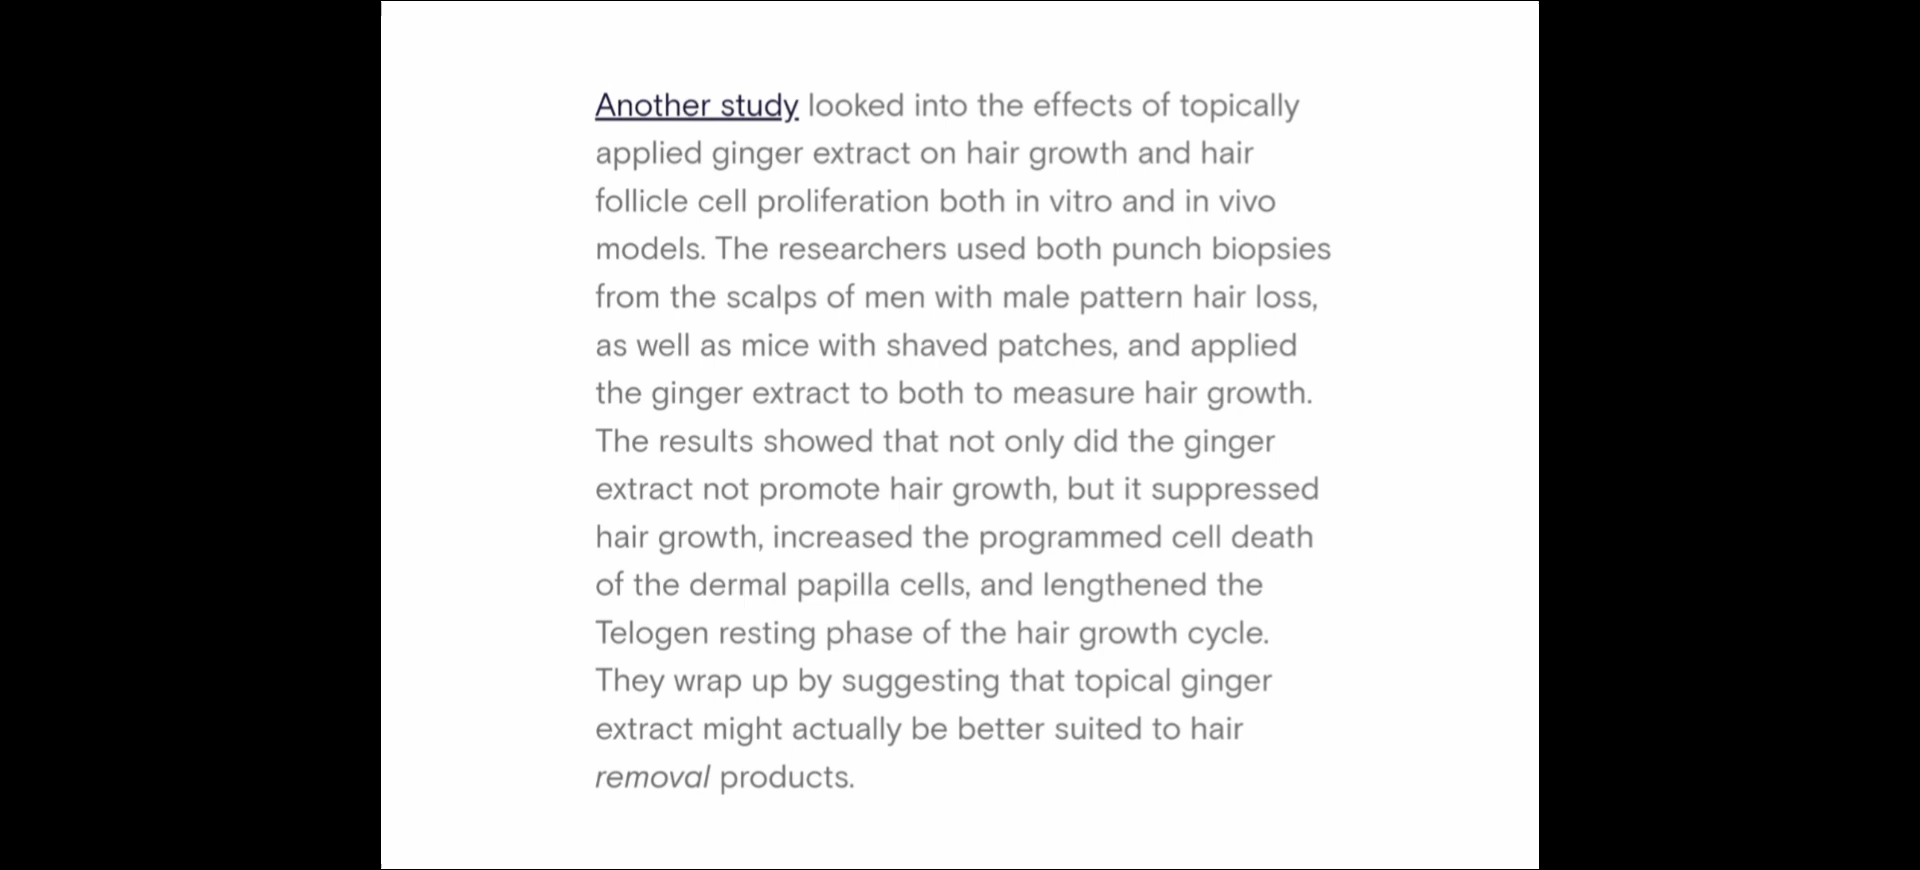 Another study looked into the effects of topically
applied ginger extract on hair growth and hair
follicle cell proliferation both in vitro and in vivo
models. The researchers used both punch biopsies
from the scalps of men with male pattern hair loss,
as well as mice with shaved patches, and applied
the ginger extract to both to measure hair growth.
The results showed that not only did the ginger
extract not promote hair growth, but it suppressed
hair growth, increased the programmed cell death
of the dermal papilla cells, and lengthened the
Telogen resting phase of the hair growth cycle.
They wrap up by suggesting that topical ginger
extract might actually be better suited to hair
removal products.